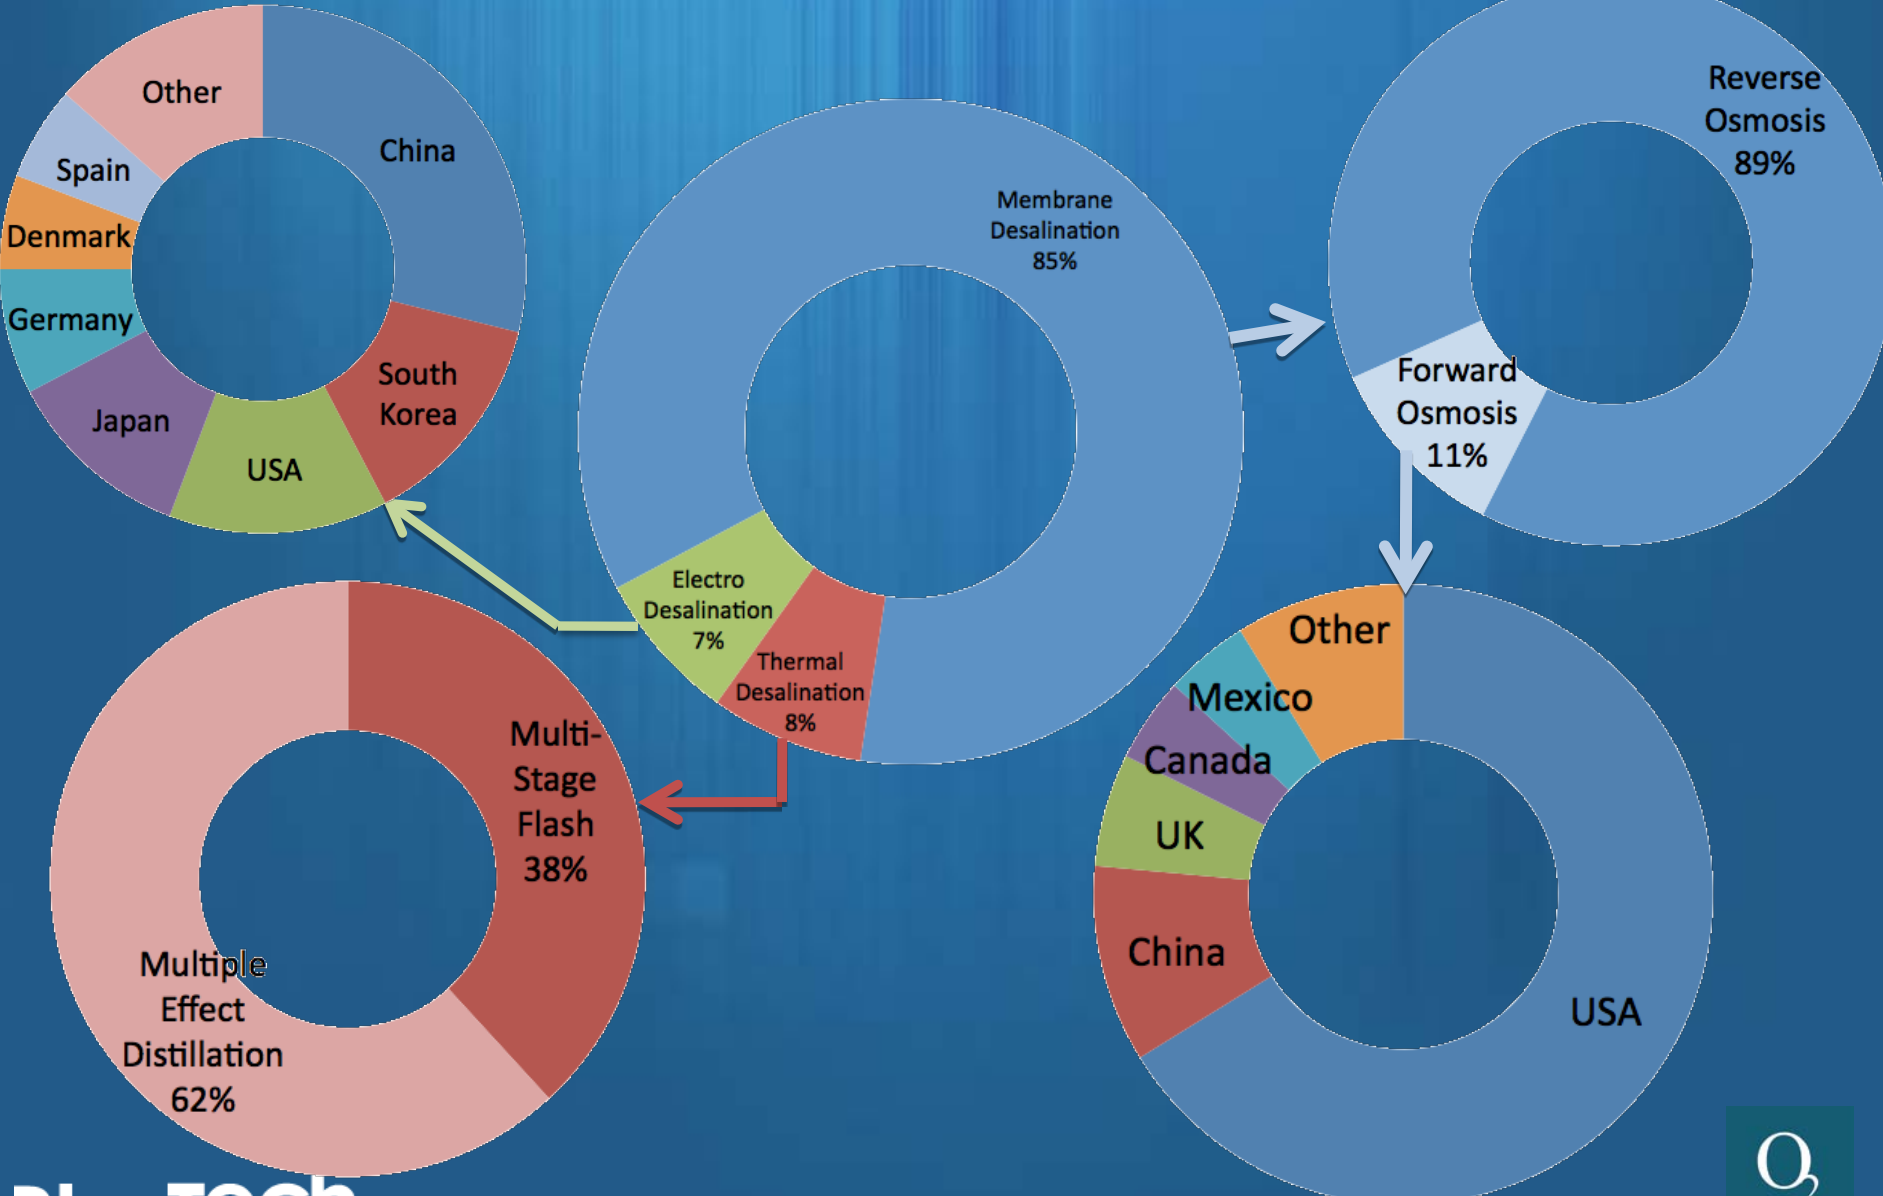 Other
China
Spain
Denmark
Germany
Japan
USA
South
Korea
Membrane
Desalination
85%
Electro
Desalination
7%
Thermal
Desalination
8%
Reverse
Osmosis
89%
Forward
Osmosis
11%
Multi-
Stage
Flash
38%
Multiple
Effect
Distillation
62%
Other
Mexico
Canada
UK
China
USA
O2